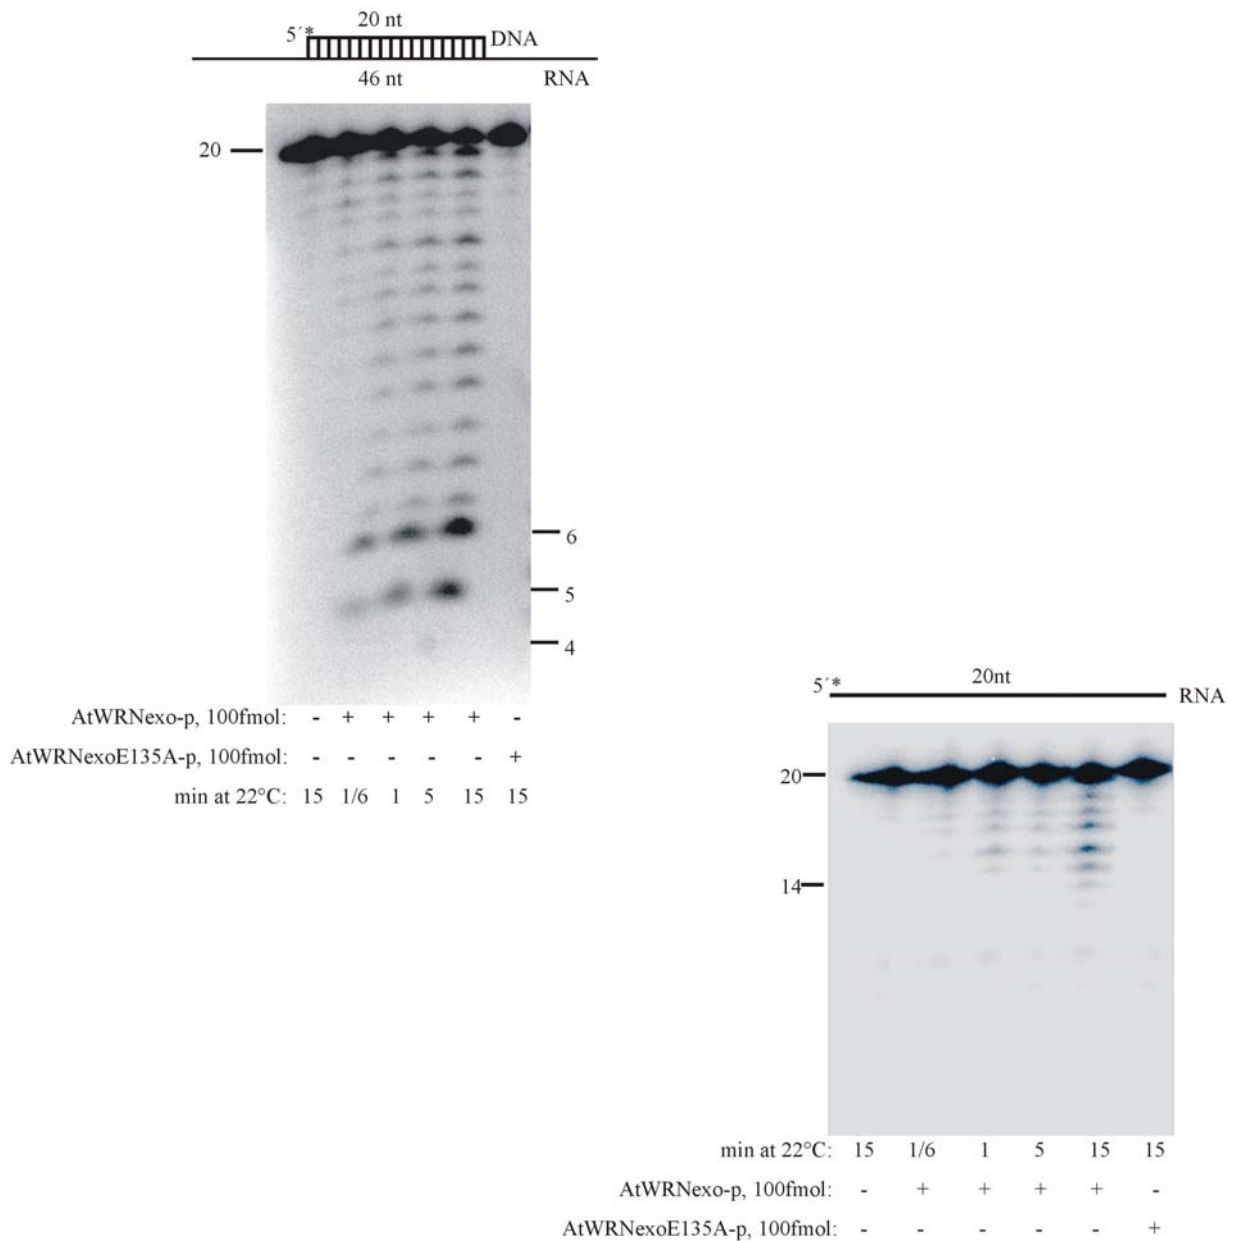 20 nt
5´* DNA
46 nt RNA
20
6
5
4
AtWRNexo-p, 100fmol: - + + + + -
AtWRNexoE135A-p, 100fmol: - - - - - +
min at 22°C: 15 1/6 1 5 15 15
20nt
5´* RNA
20
14
min at 22°C: 15 1/6 1 5 15 15
AtWRNexo-p, 100fmol: - + + + + -
AtWRNexoE135A-p, 100fmol: - - - - - +